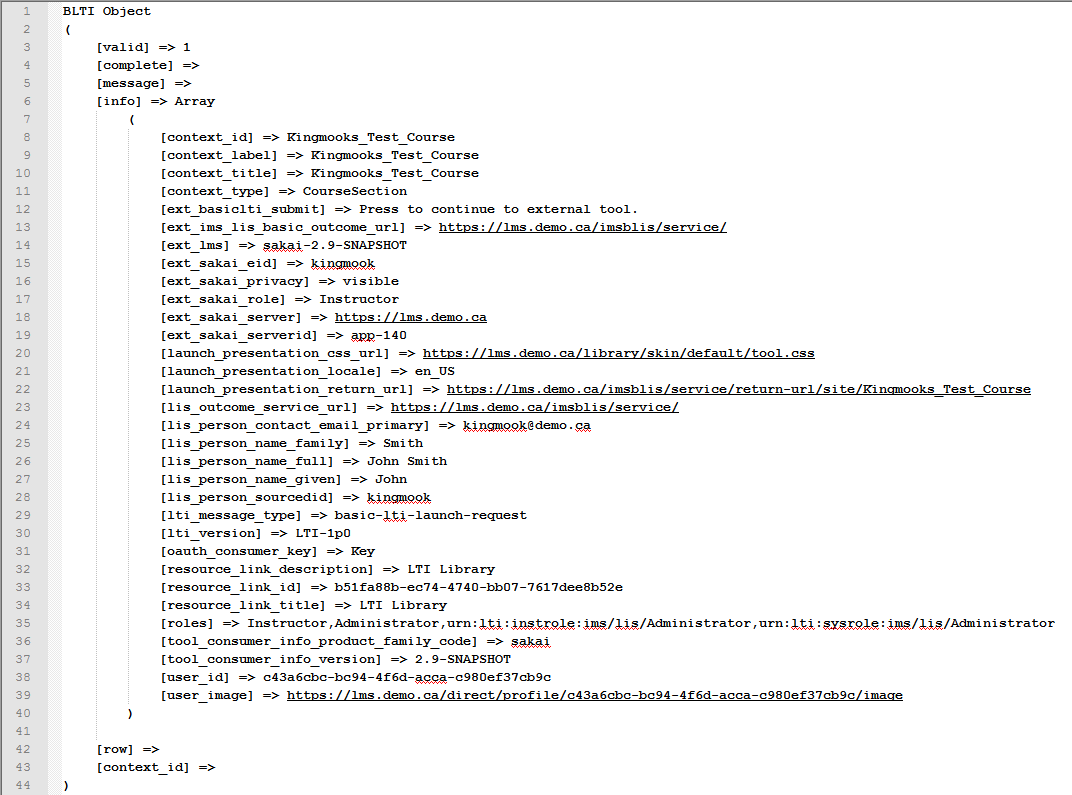 1 BLTI Object
2 (
3 [valid] => 1
4 [complete] =>
5 [message] =>
6 [info] => Array
7 (
8 [context_id] => Kingmooks_Test_Course
9 [context_label] => Kingmooks_Test_Course
10 [context_title] => Kingmooks_Test_Course
11 [context_type] => CourseSection
12 [ext_basiclti_submit] => Press to continue to external tool.
13 [ext_ims_lis_basic_outcome_url] => https://lms.demo.ca/imsblis/service/
14 [ext_lms] => sakai-2.9-SNAPSHOT
15 [ext_sakai_eid] => kingmook
16 [ext_sakai_privacy] => visible
17 [ext_sakai_role] => Instructor
18 [ext_sakai_server] => https://lms.demo.ca
19 [ext_sakai_serverid] => app-140
20 [launch_presentation_css_url] => https://lms.demo.ca/library/skin/default/tool.css
21 [launch_presentation_locale] => en_US
22 [launch_presentation_return_url] => https://lms.demo.ca/imsblis/service/return-url/site/Kingmooks_Test_Course
23 [lis_outcome_service_url] => https://lms.demo.ca/imsblis/service/
24 [lis_person_contact_email_primary] => kingmook@demo.ca
25 [lis_person_name_family] => Smith
26 [lis_person_name_full] => John Smith
27 [lis_person_name_given] => John
28 [lis_person_sourcedid] => kingmook
29 [lti_message_type] => basic-lti-launch-request
30 [lti_version] => LTI-1p0
31 [oauth_consumer_key] => Key
32 [resource_link_description] => LTI Library
33 [resource_link_id] => b51fa88b-ec74-4740-bb07-7617dee8b52e
34 [resource_link_title] => LTI Library
35 [roles] => Instructor,Administrator,urn:lti:instrole:ims/lis/Administrator,urn:lti:sysrole:ims/lis/Administrator
36 [tool_consumer_info_product_family_code] => sakai
37 [tool_consumer_info_version] => 2.9-SNAPSHOT
38 [user_id] => c43a6cbc-bc94-4f6d-acca-c980ef37cb9c
39 [user_image] => https://lms.demo.ca/direct/profile/c43a6cbc-bc94-4f6d-acca-c980ef37cb9c/image
40 )
41
42 [row] =>
43 [context_id] =>
44 )